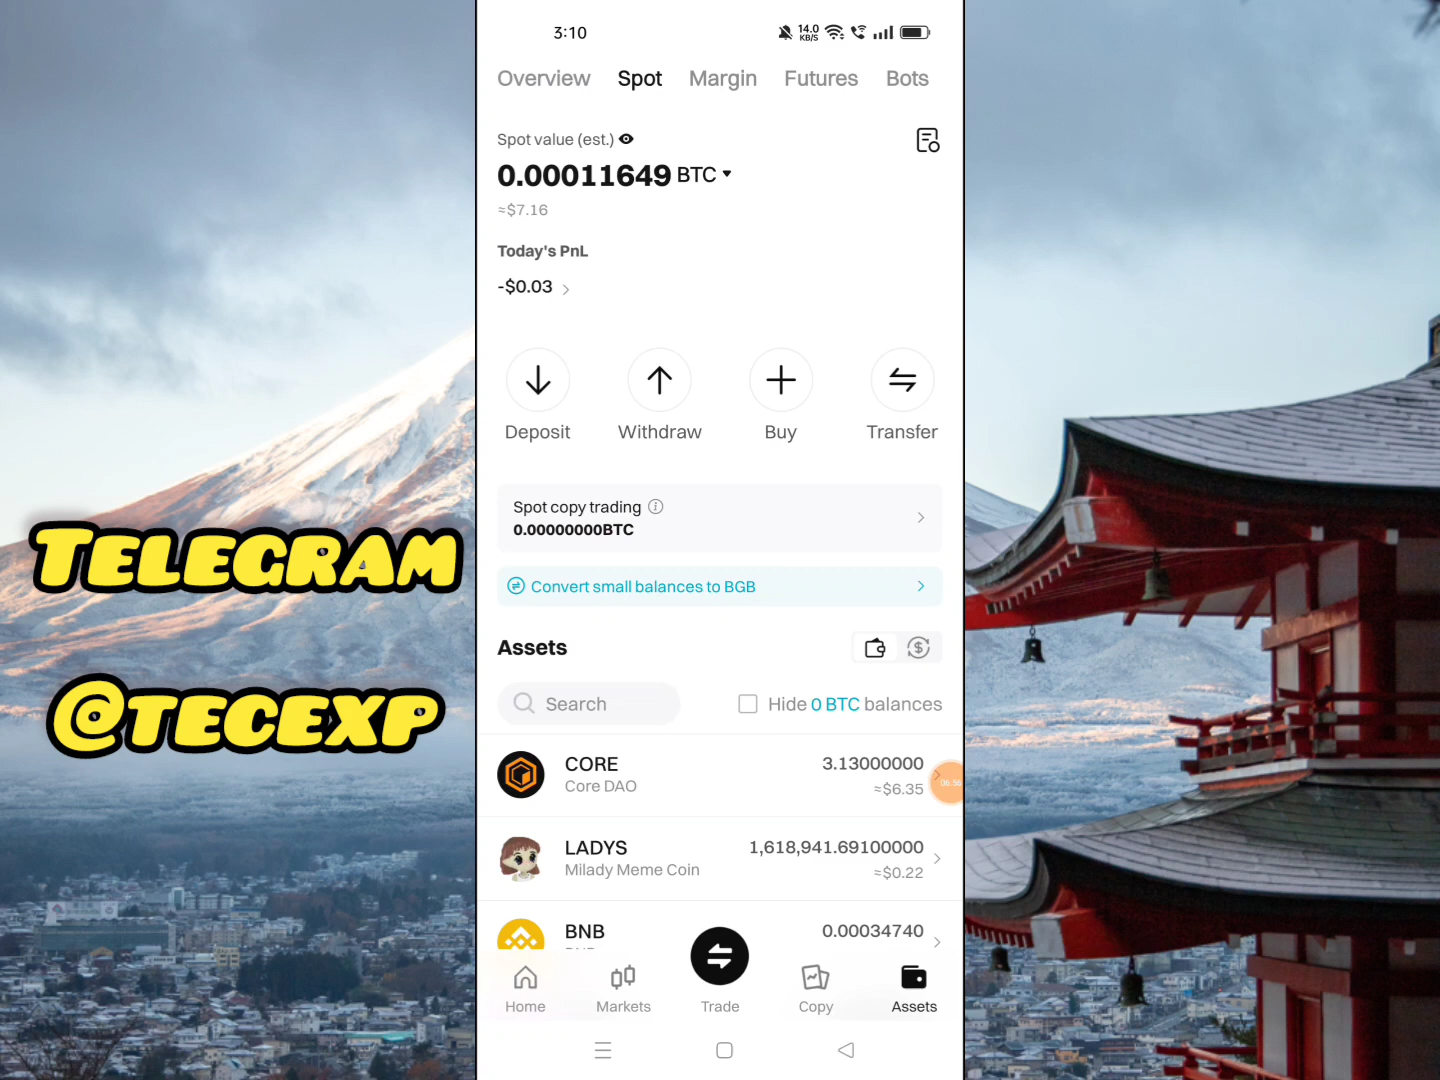 3:10
14.0
KB/S
Overview Spot Margin Futures Bots
Spot value (est.)
0.00011649 BTC
≈$7.16
Today's PnL
-$0.03
Deposit Withdraw Buy Transfer
Spot copy trading
0.00000000BTC
Convert small balances to BGB
Assets
Search
Hide 0 BTC balances
CORE 3.13000000
Core DAO ≈$6.35
06:56
LADYS 1,618,941.69100000
Milady Meme Coin ≈$0.22
BNB 0.00034740
Home Markets Trade Copy Assets
TELEGRAM
@TECEXP